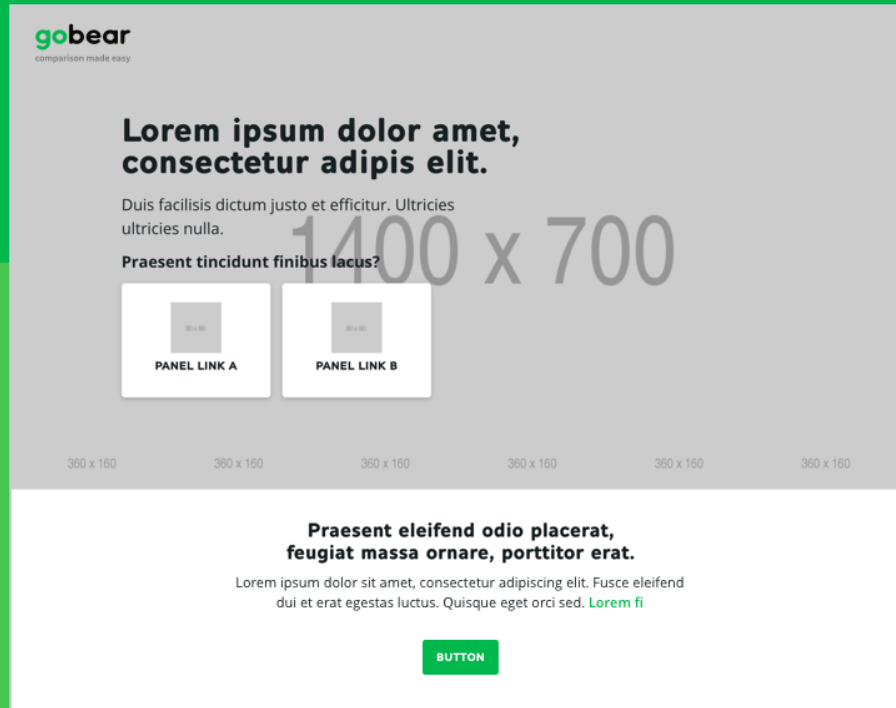 gobear
comparison made easy
Lorem ipsum dolor amet,
consectetur adipis elit.
Duis facilisis dictum justo et efficitur. Ultricies
ultricies nulla.
1400 x 700
Praesent tincidunt finibus lacus?
PANEL LINK A
PANEL LINK B
360 x 160
360 x 160
360 x 160
360 x 160
360 x 160
360 x 160
Praesent eleifend odio placerat,
feugiat massa ornare, porttitor erat.
Lorem ipsum dolor sit amet, consectetur adipiscing elit. Fusce eleifend
dui et erat egestas luctus. Quisque eget orci sed. Lorem fi
BUTTON